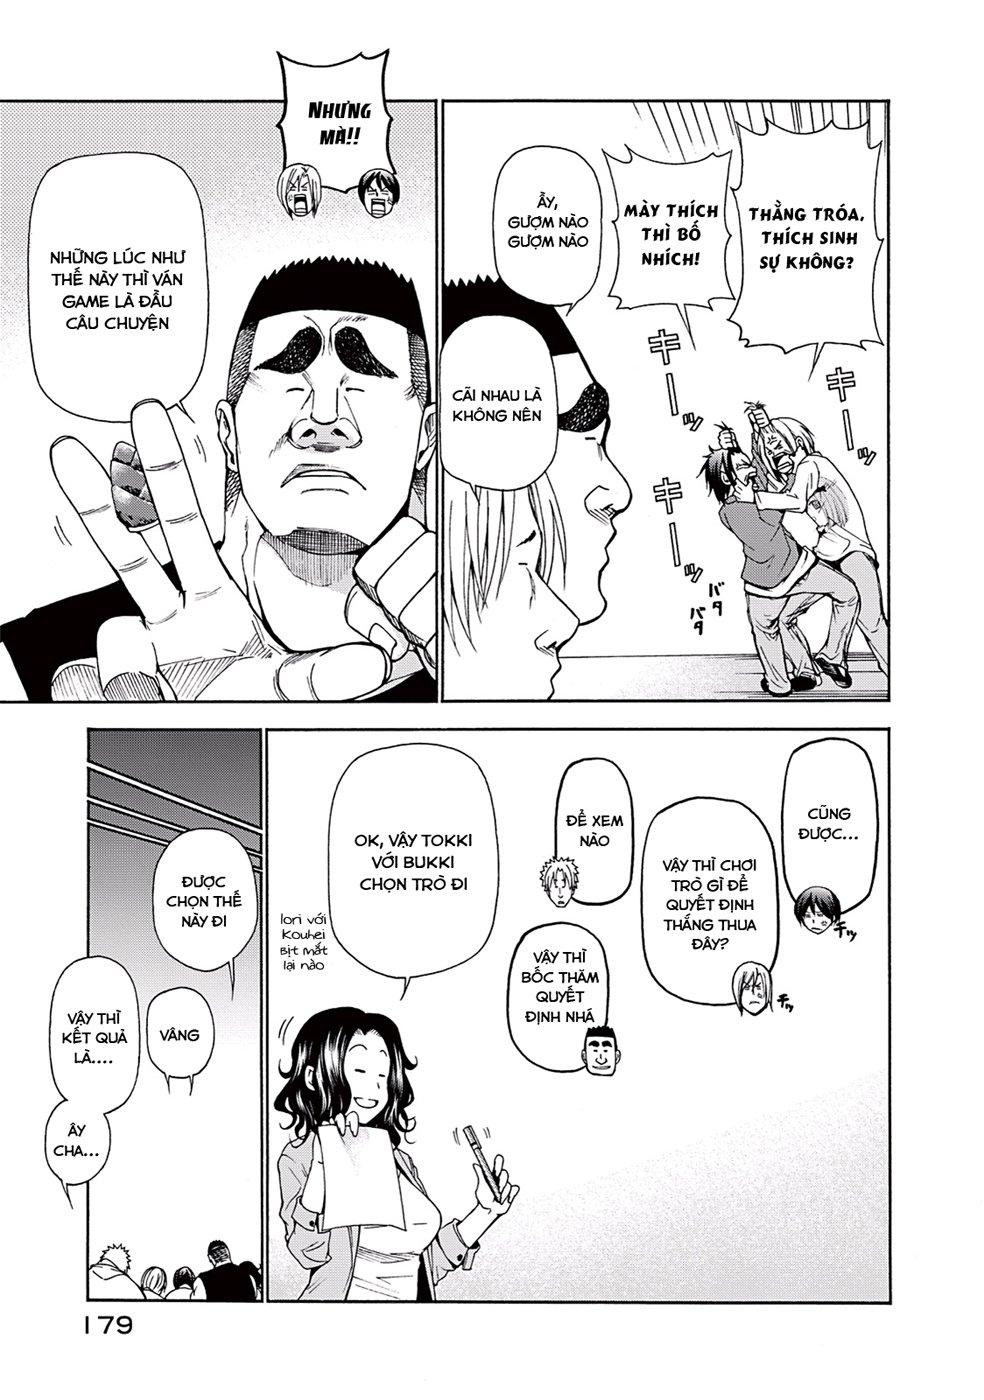 THẰNG TRÓA,
THÍCH SINH
SỰ KHÔNG?
MÀY THÍCH
THÌ BỐ
NHÍCH!
ẦY,
GƯỢM NÀO
GƯỢM NÀO
CÃI NHAU LÀ
KHÔNG NÊN
キーッ
キーッ
キーッ
バタ
バタ
NHƯNG
MÀ!!
NHỮNG LÚC NHƯ
THẾ NÀY THÌ VÁN
GAME LÀ ĐẦU
CÂU CHUYỆN
CŨNG
ĐƯỢC...
チッ
VẬY THÌ CHƠI
TRÒ GÌ ĐỂ
QUYẾT ĐỊNH
THẮNG THUA
ĐÂY?
チッ
ĐỂ XEM
NÀO
VẬY THÌ
BỐC THĂM
QUYẾT
ĐỊNH NHÁ
OK, VẬY TOKKI
VỚI BUKKI
CHỌN TRÒ ĐI
Iori với
Kouhei
bịt mắt
lại nào
ĐƯỢC
CHỌN THẾ
NÀY ĐI
VÂNG
VẬY THÌ
KẾT QUẢ
LÀ....
ÂY
CHA...
179